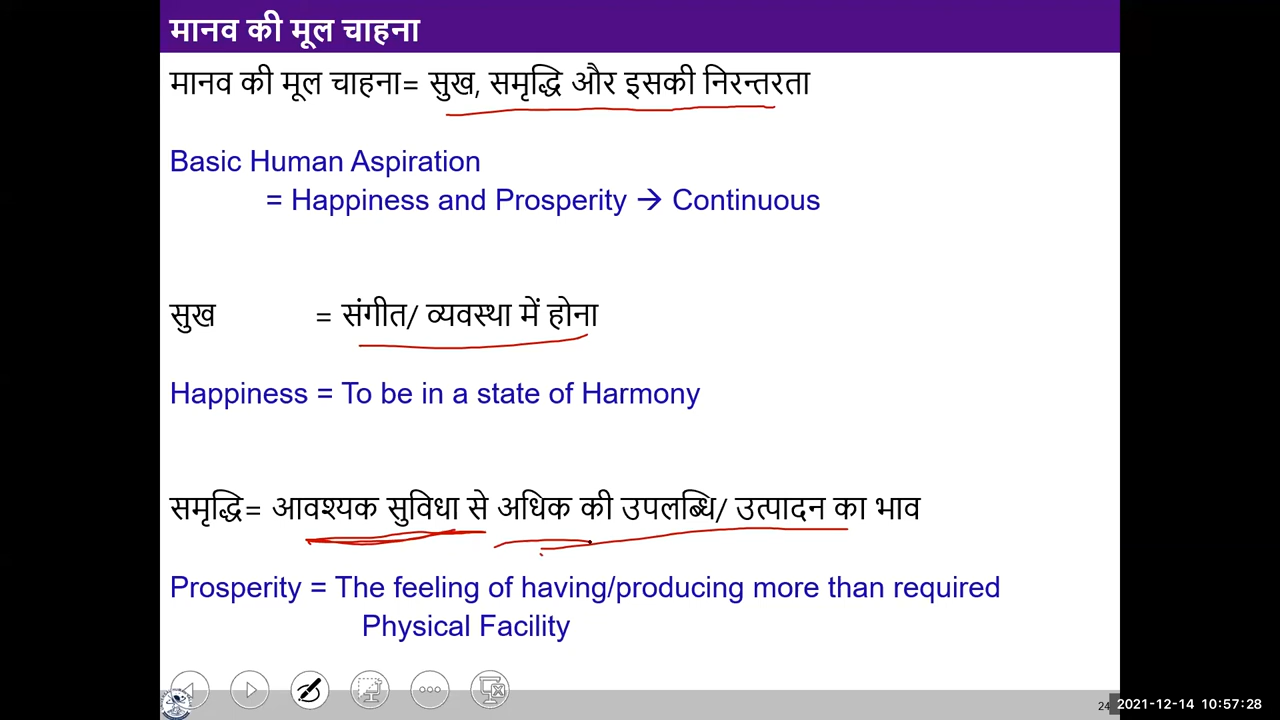 मानव की मूल चाहना
मानव की मूल चाहना= सुख, समृद्धि और इसकी निरन्तरता
Basic Human Aspiration
= Happiness and Prosperity → Continuous
सुख = संगीत/ व्यवस्था में होना
Happiness = To be in a state of Harmony
समृद्धि= आवश्यक सुविधा से अधिक की उपलब्धि/ उत्पादन का भाव
Prosperity = The feeling of having/producing more than required
Physical Facility
24
2021-12-14 10:57:28